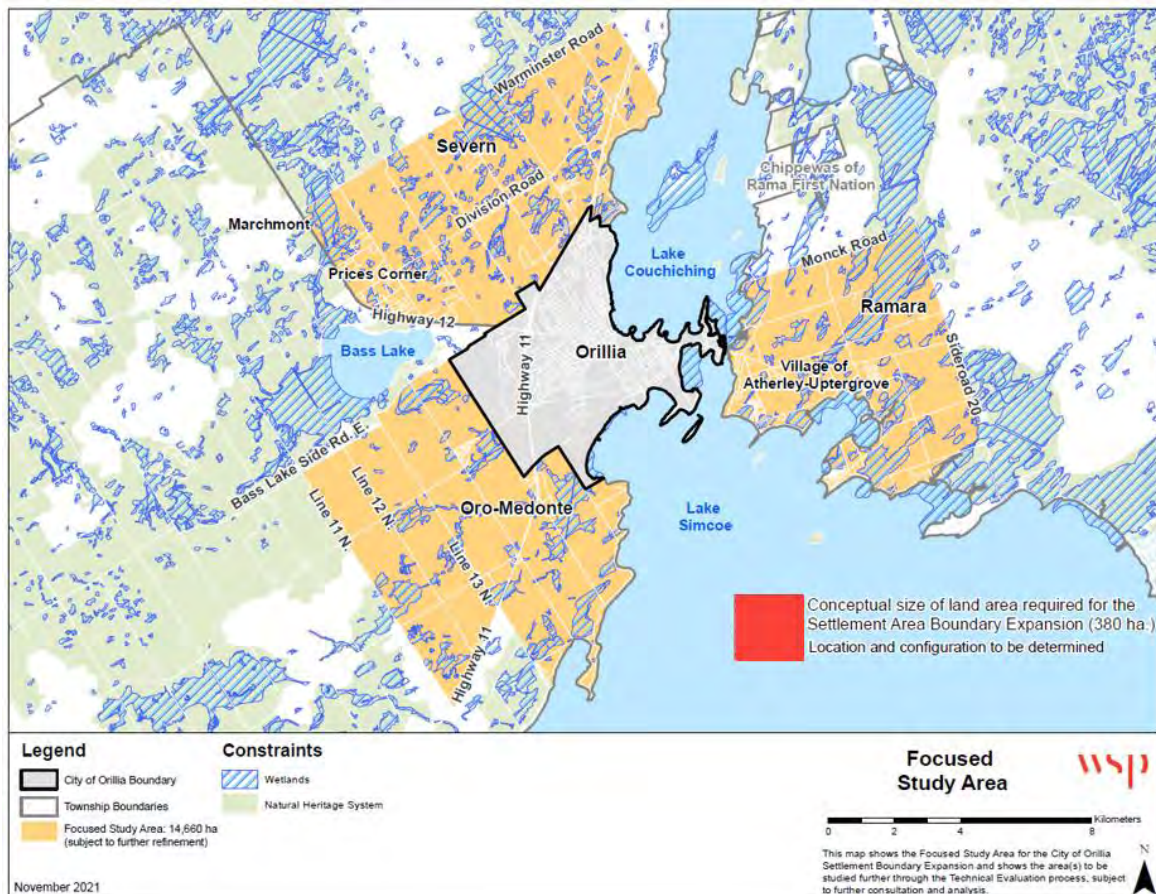 Warminster Road
Severn
Division Road
Marchmont
Prices Corner
Highway 12
Bass Lake
Highway 11
Orillia
Lake
Couchiching
Chippewas of
Rama First Nation
Monck Road
Ramara
Sideroad 20
Village of
Atherley-Uptergrove
Bass Lake Side Rd. E.
Line 11 N.
Line 12 N.
Oro-Medonte
Line 13 N.
Highway 11
Lake
Simcoe
Conceptual size of land area required for the
Settlement Area Boundary Expansion (380 ha.)
Location and configuration to be determined
Legend
City of Orillia Boundary
Township Boundaries
Focused Study Area: 14,660 ha
(subject to further refinement)
Constraints
Wetlands
Natural Heritage System
November 2021
Focused
Study Area
wsp
Kilometers
0 2 4 8
N
This map shows the Focused Study Area for the City of Orillia
Settlement Boundary Expansion and shows the area(s) to be
studied further through the Technical Evaluation process, subject
to further consultation and analysis.